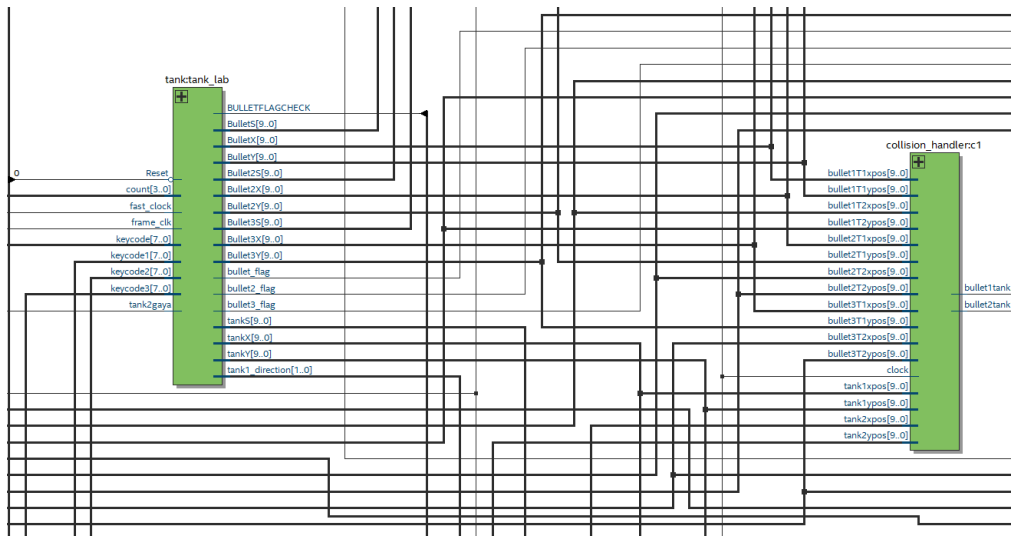 tank:tank_lab
BULLETFLAGCHECK
BulletS[9..0]
BulletX[9..0]
BulletY[9..0]
0
Reset
Bullet2S[9..0]
count[3..0]
Bullet2X[9..0]
fast_clock
Bullet2Y[9..0]
frame_clk
Bullet3S[9..0]
keycode[7..0]
Bullet3X[9..0]
keycode1[7..0]
Bullet3Y[9..0]
keycode2[7..0]
bullet_flag
keycode3[7..0]
bullet2_flag
tank2gaya
bullet3_flag
tankS[9..0]
tankX[9..0]
tankY[9..0]
tank1_direction[1..0]
collision_handler:c1
bullet1T1xpos[9..0]
bullet1T1ypos[9..0]
bullet1T2xpos[9..0]
bullet1T2ypos[9..0]
bullet2T1xpos[9..0]
bullet2T1ypos[9..0]
bullet2T2xpos[9..0]
bullet2T2ypos[9..0]
bullet1tank
bullet3T1xpos[9..0]
bullet2tank
bullet3T1ypos[9..0]
bullet3T2xpos[9..0]
bullet3T2ypos[9..0]
clock
tank1xpos[9..0]
tank1ypos[9..0]
tank2xpos[9..0]
tank2ypos[9..0]